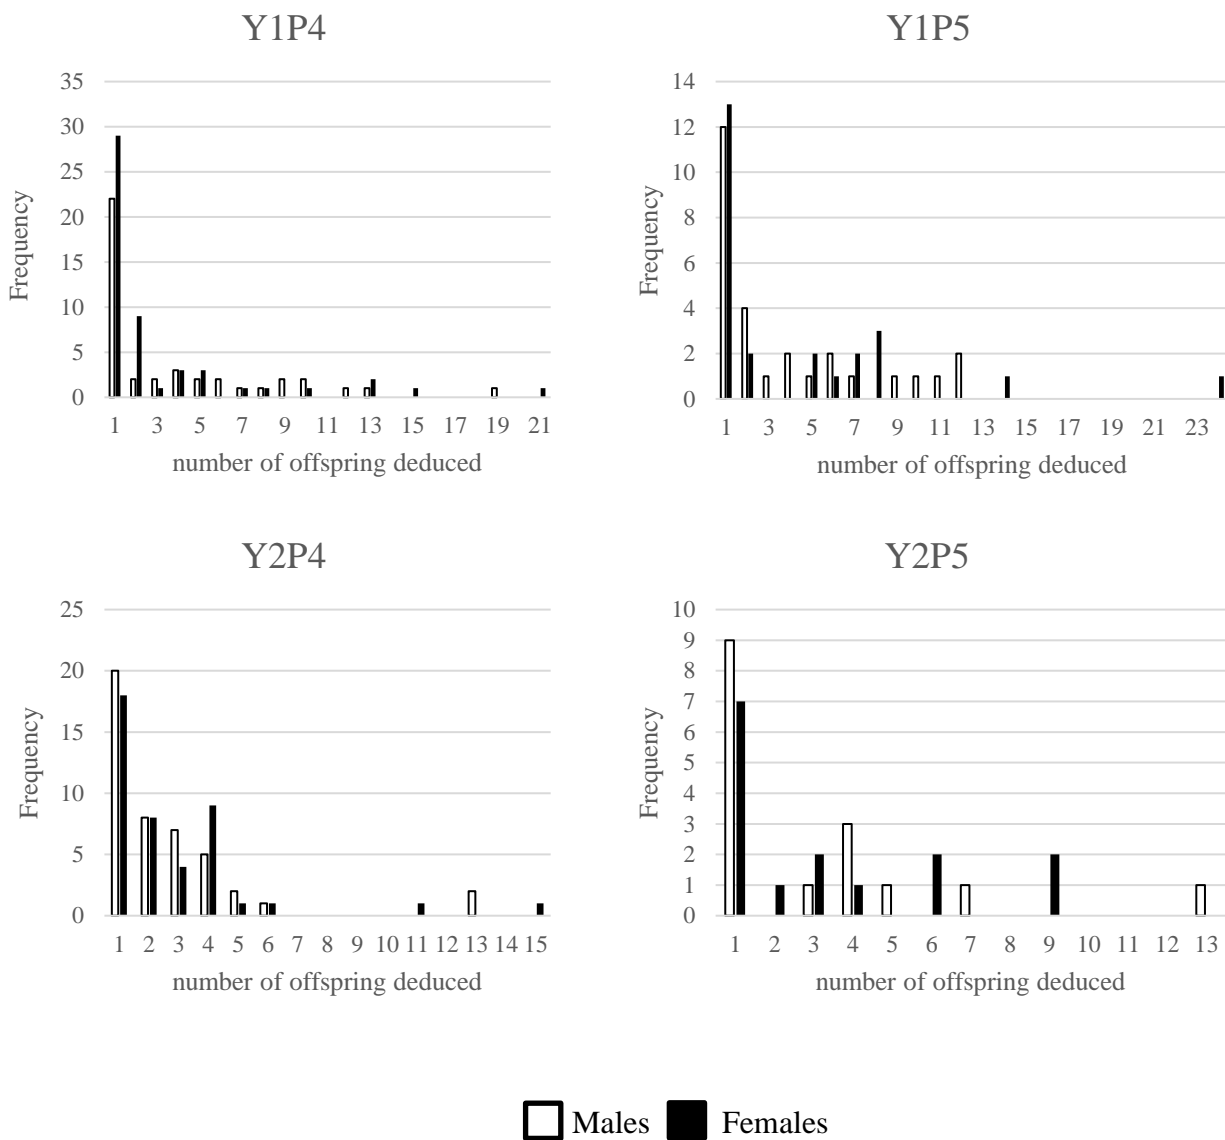 Y1P4
35
30
25
20
15
10
5
0
Frequency
1 3 5 7 9 11 13 15 17 19 21
number of offspring deduced
Y1P5
14
12
10
8
6
4
2
0
Frequency
1 3 5 7 9 11 13 15 17 19 21 23
number of offspring deduced
Y2P4
25
20
15
10
5
0
Frequency
1 2 3 4 5 6 7 8 9 10 11 12 13 14 15
number of offspring deduced
Y2P5
10
9
8
7
6
5
4
3
2
1
0
Frequency
1 2 3 4 5 6 7 8 9 10 11 12 13
number of offspring deduced
Males Females